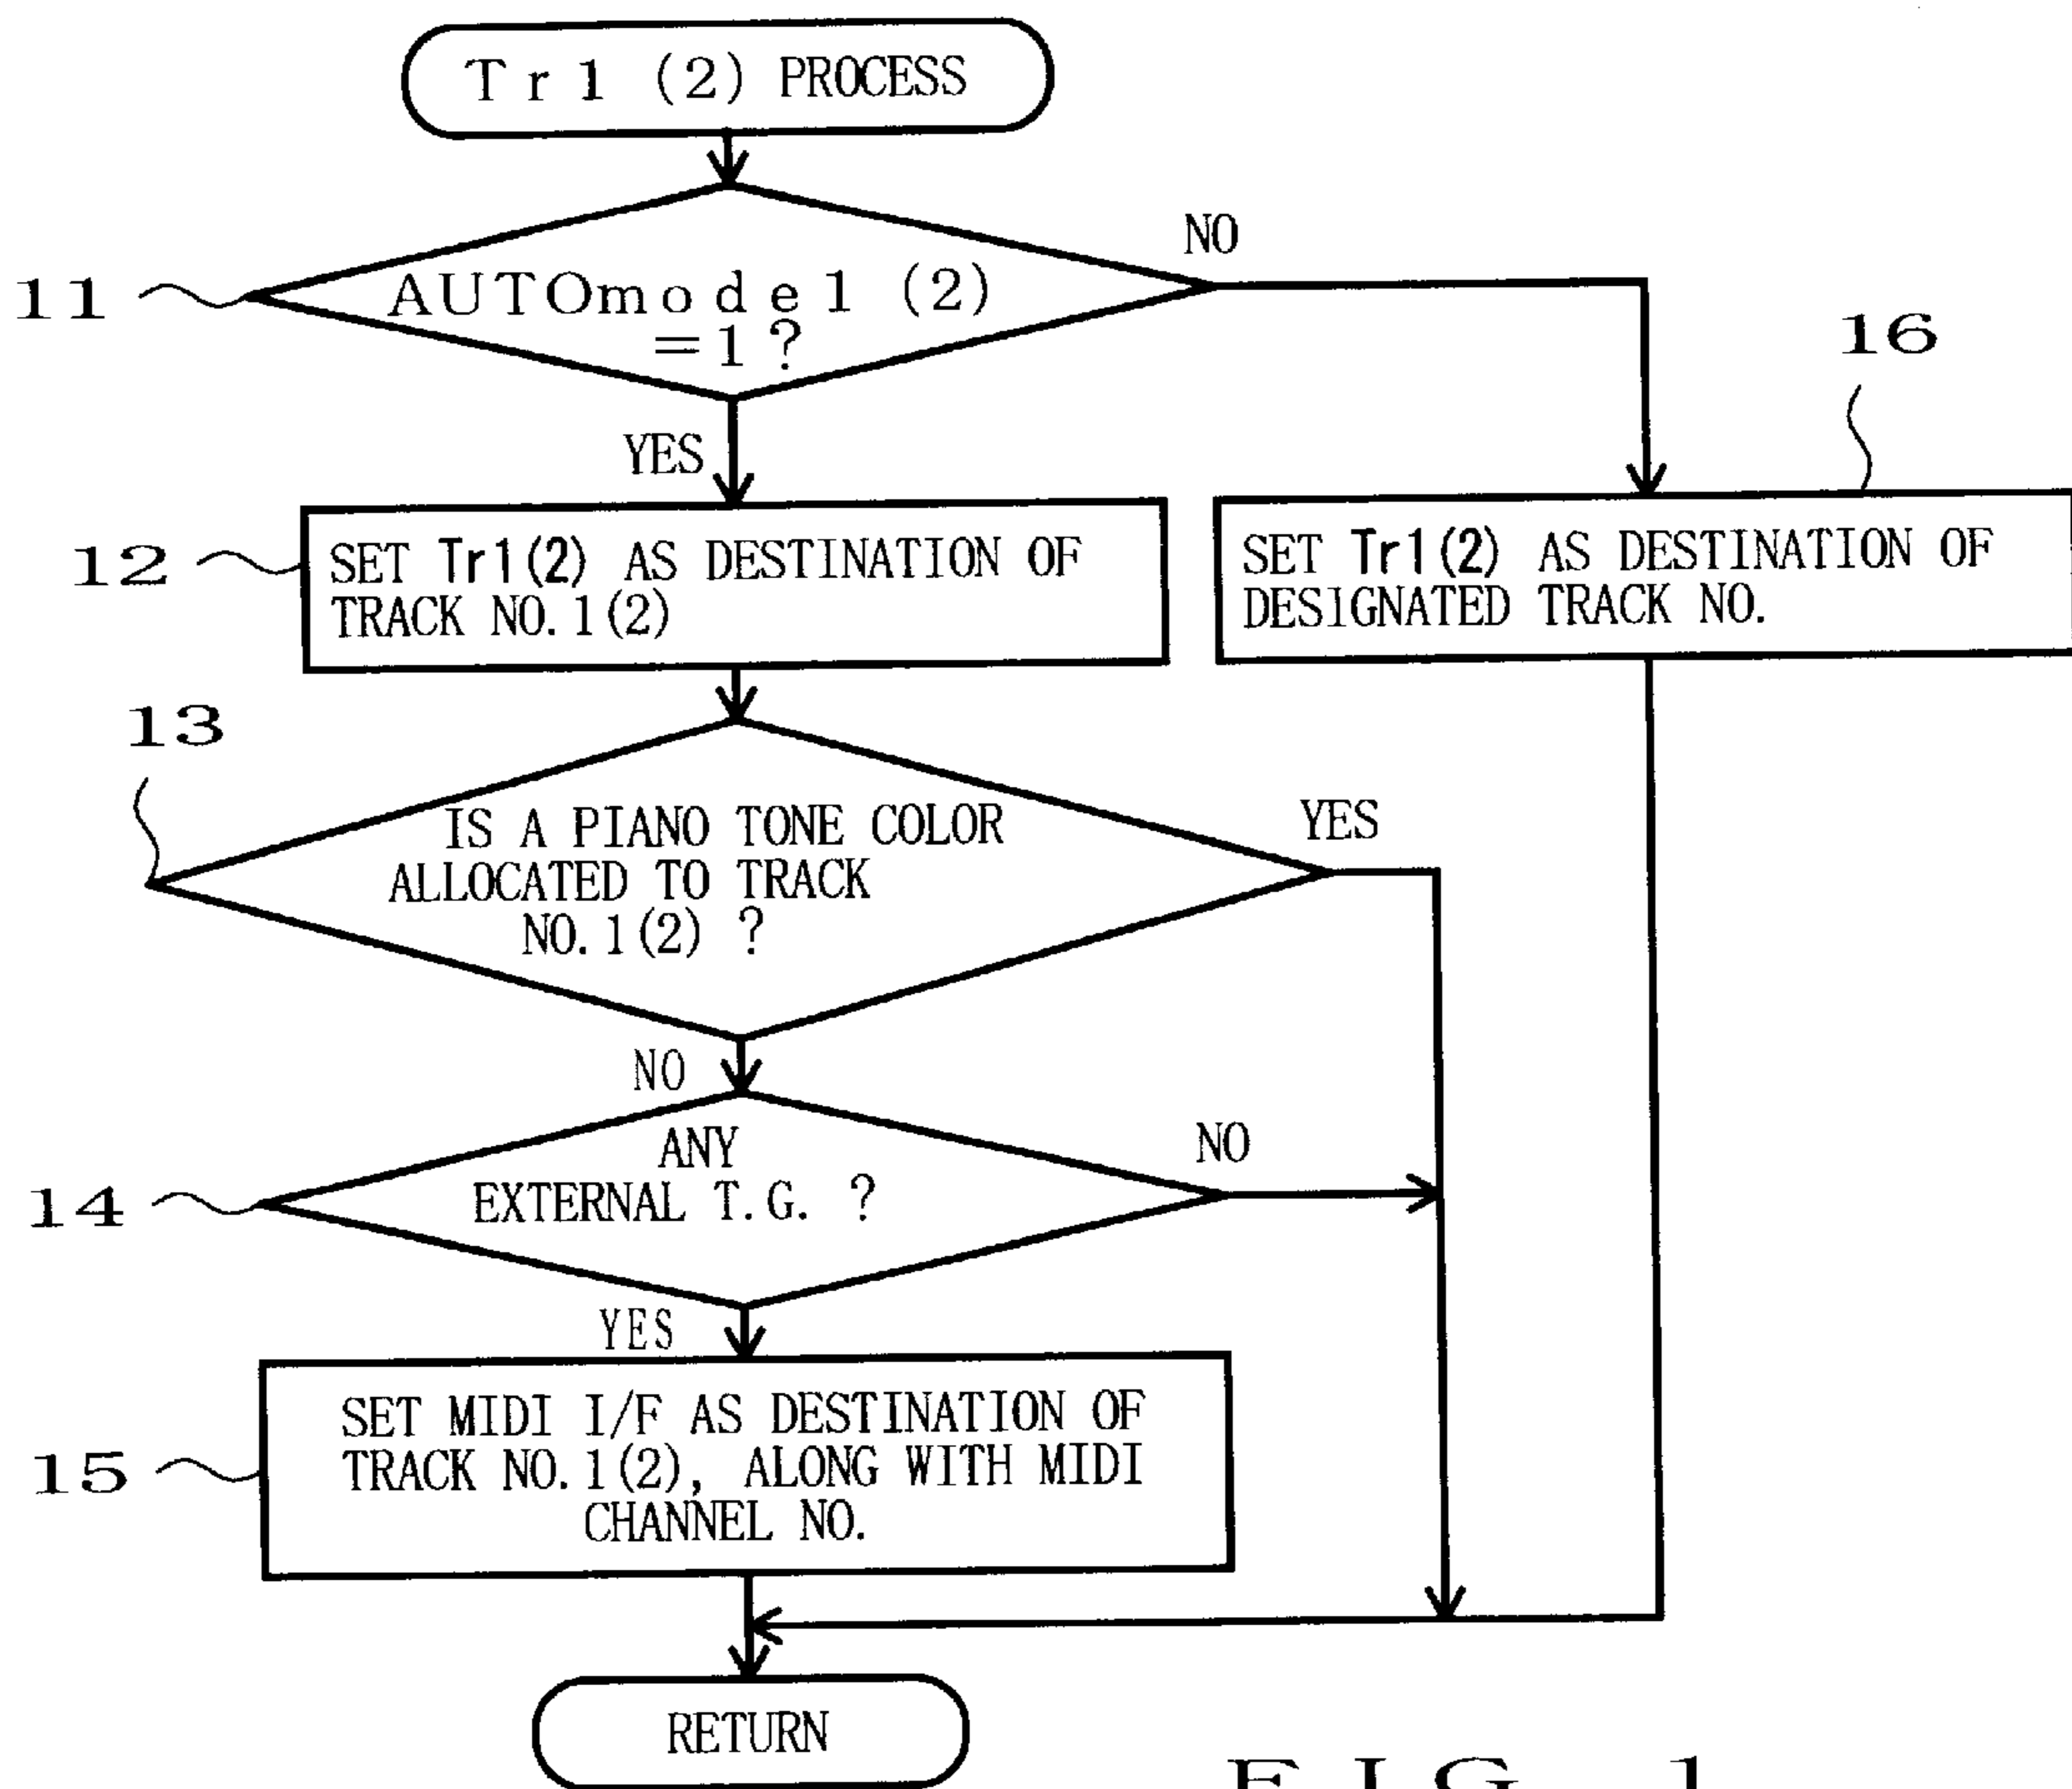 Tr1 (2) PROCESS
NO
11
AUTOmode1 (2)
=1?
16
YES
12
SET Tr1(2) AS DESTINATION OF
TRACK NO.1(2)
SET Tr1(2) AS DESTINATION OF
DESIGNATED TRACK NO.
13
IS A PIANO TONE COLOR
ALLOCATED TO TRACK
NO.1(2) ?
YES
NO
14
ANY
EXTERNAL T.G. ?
NO
YES
15
SET MIDI I/F AS DESTINATION OF
TRACK NO.1(2), ALONG WITH MIDI
CHANNEL NO.
RETURN
FIG. 1